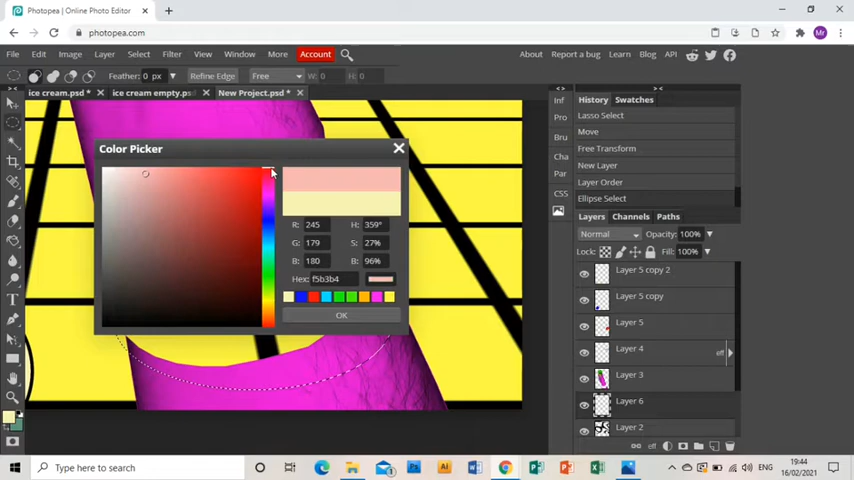 Photopea | Online Photo Editor
photopea.com
Mr
File Edit Image Layer Select Filter View Window More Account
About Report a bug Learn Blog API
Feather: 0 px Refine Edge Free W: 0 H: 0
ice cream.psd * ice cream empty.psd New Project.psd *
Inf
Pro
Bru
Cha
Par
CSS
Color Picker
R: 245 H: 359°
G: 179 S: 27%
B: 180 B: 96%
Hex: f5b3b4
OK
History Swatches
Lasso Select
Move
Free Transform
New Layer
Layer Order
Ellipse Select
Layers Channels Paths
Normal Opacity: 100%
Lock: Fill: 100%
Layer 5 copy 2
Layer 5 copy
Layer 5
Layer 4 eff
Layer 3
Layer 6
Layer 2
eff
Type here to search
ENG
19:44
16/02/2021